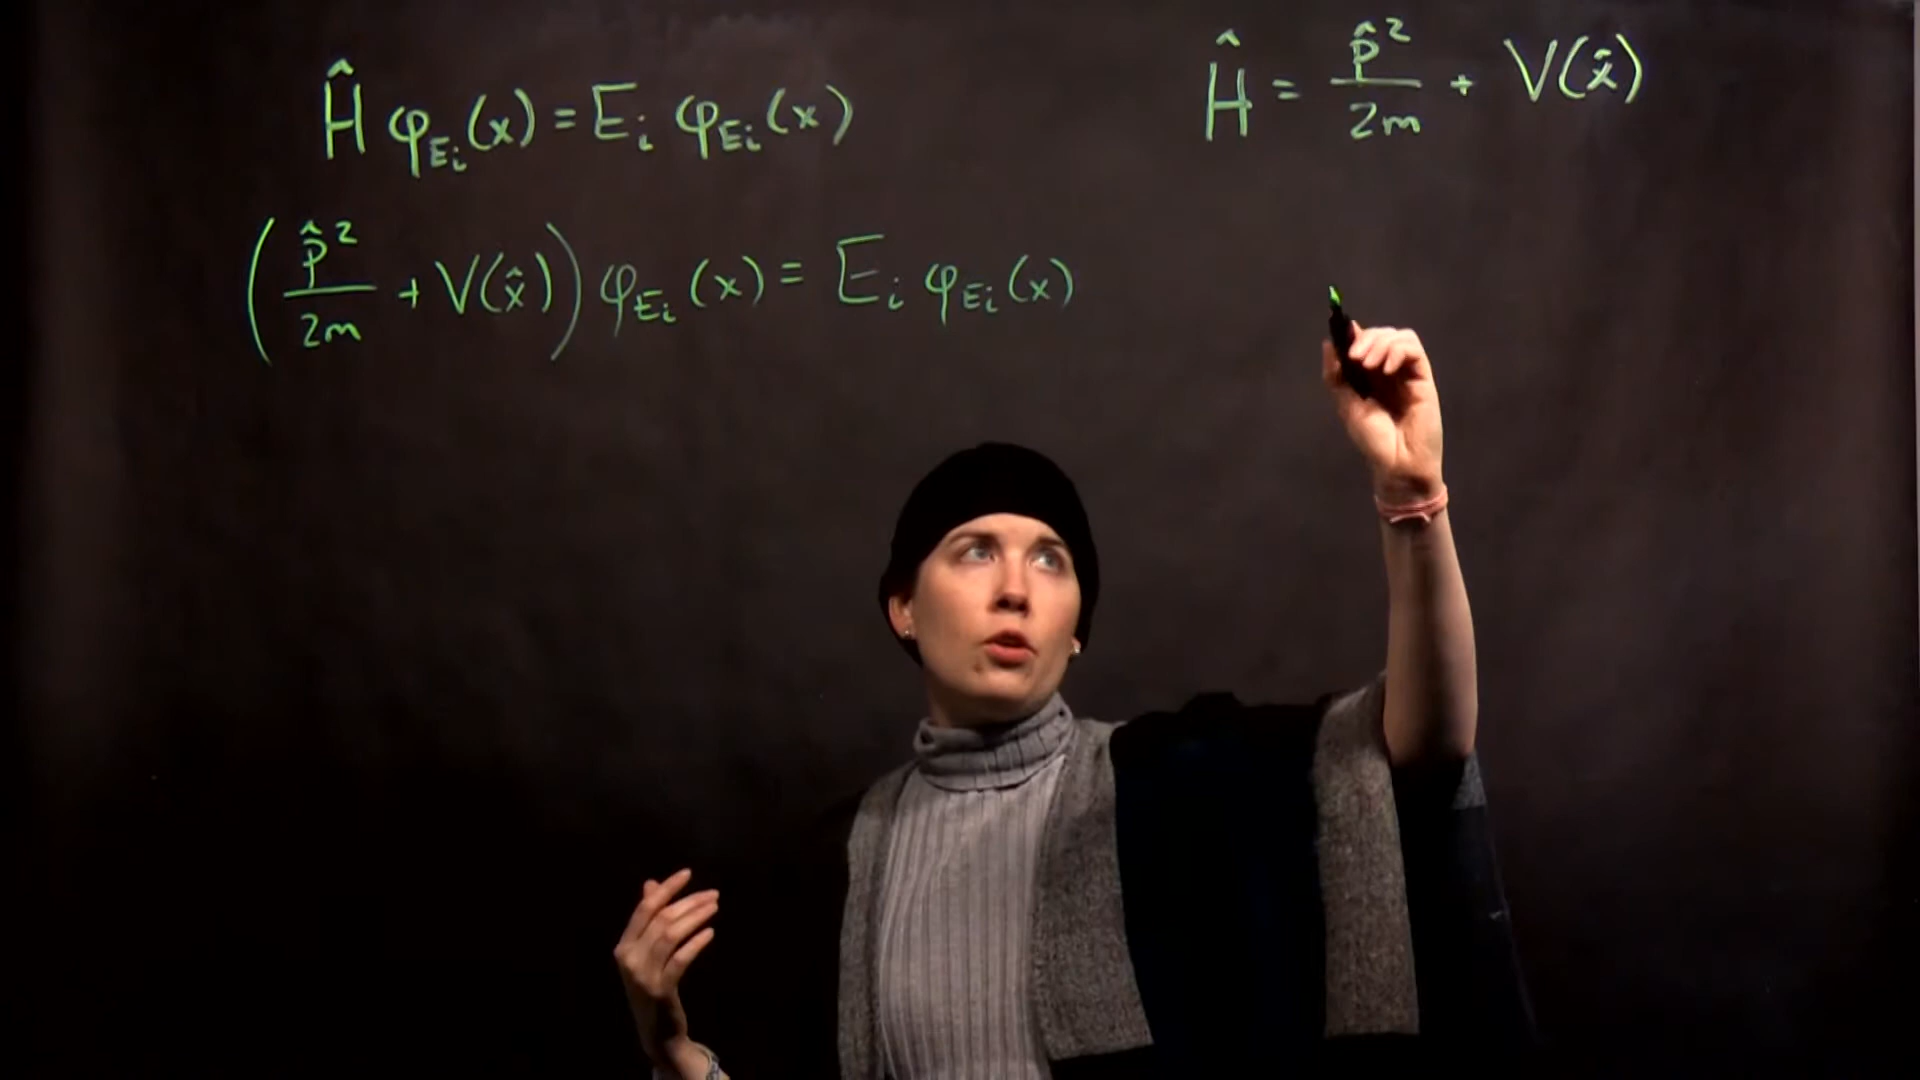 Ĥ φ_{E_i}(x) = E_i φ_{E_i}(x)
Ĥ = p̂²/2m + V(x̂)
(p̂²/2m + V(x̂)) φ_{E_i}(x) = E_i φ_{E_i}(x)